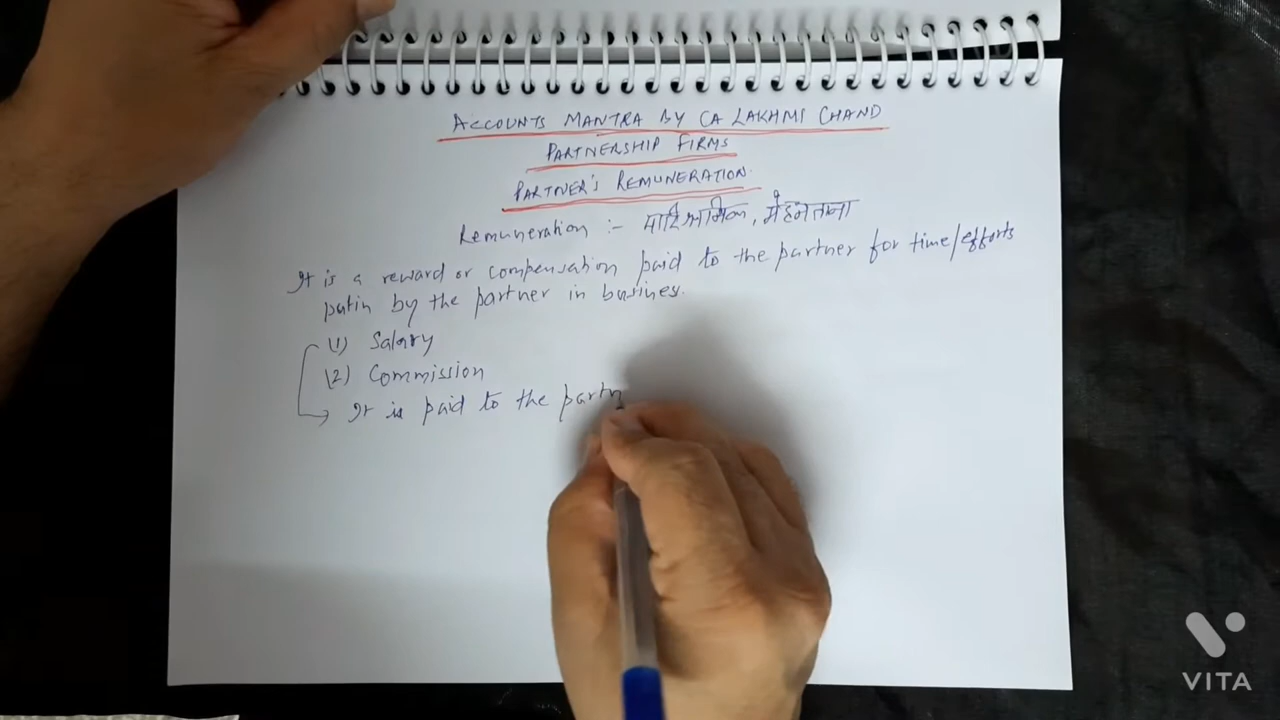 ACCOUNTS MANTRA BY CA LAKHMI CHAND
PARTNERSHIP FIRMS
PARTNER'S REMUNERATION
Remuneration :- पारिश्रमिक, मेहनताना
It is a reward or compensation paid to the partner for time/efforts
putin by the partner in business.
(1) Salary
(2) Commission
It is paid to the partn
VITA